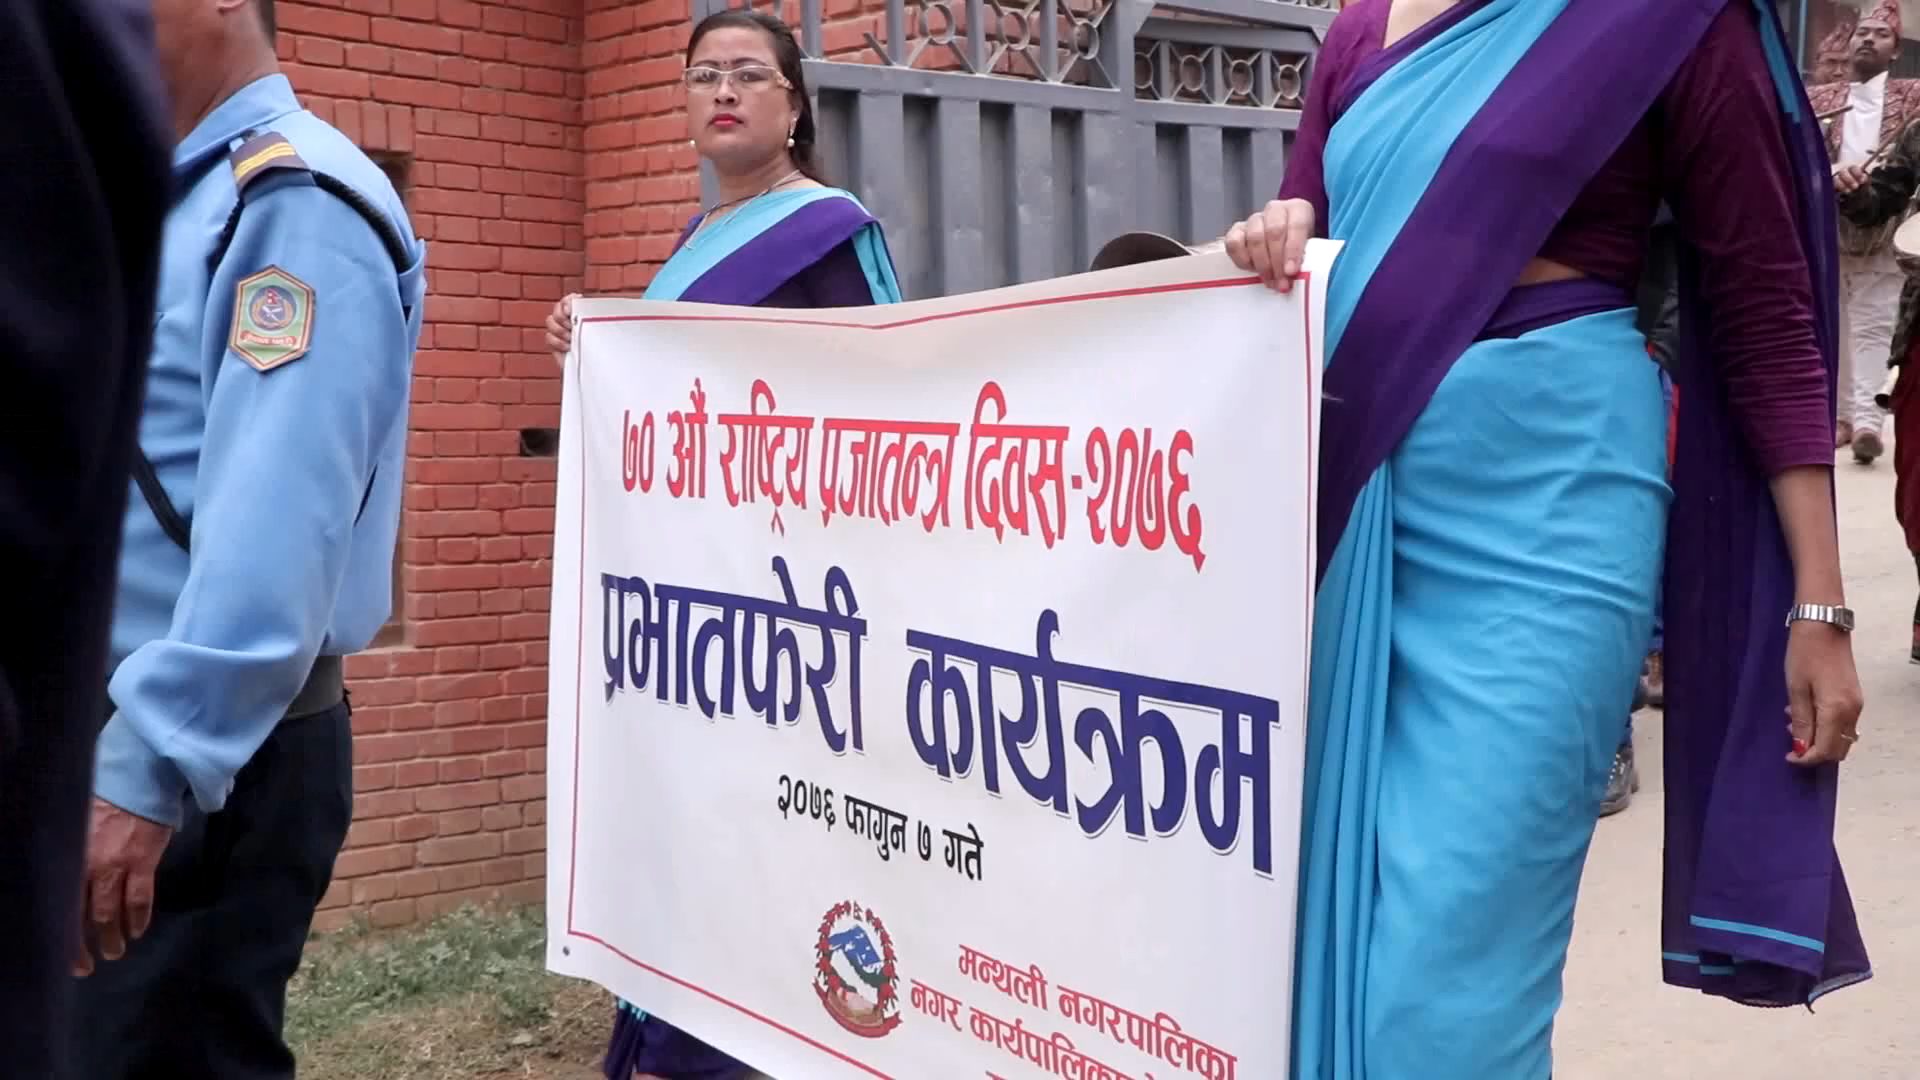 ७० औं राष्ट्रिय प्रजातन्त्र दिवस-२०७६
प्रभातफेरी कार्यक्रम
२०७६ फागुन ७ गते
मन्थली नगरपालिका
नगर कार्यपालिका